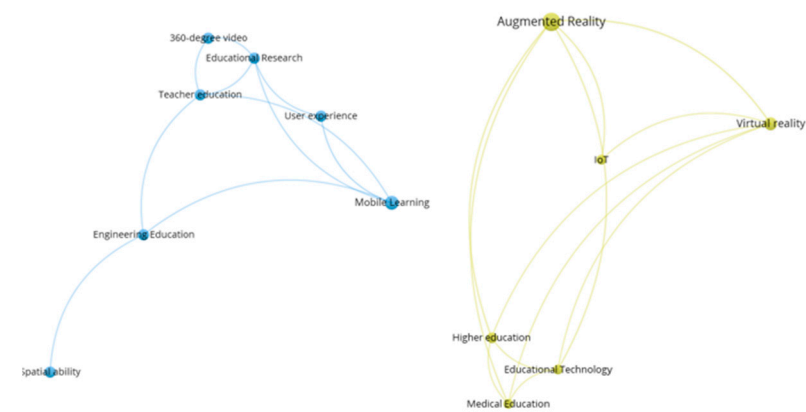 360-degree video
Educational Research
Teacher education
User experience
Mobile Learning
Engineering Education
Spatial ability
Augmented Reality
Virtual reality
IoT
Higher education
Educational Technology
Medical Education